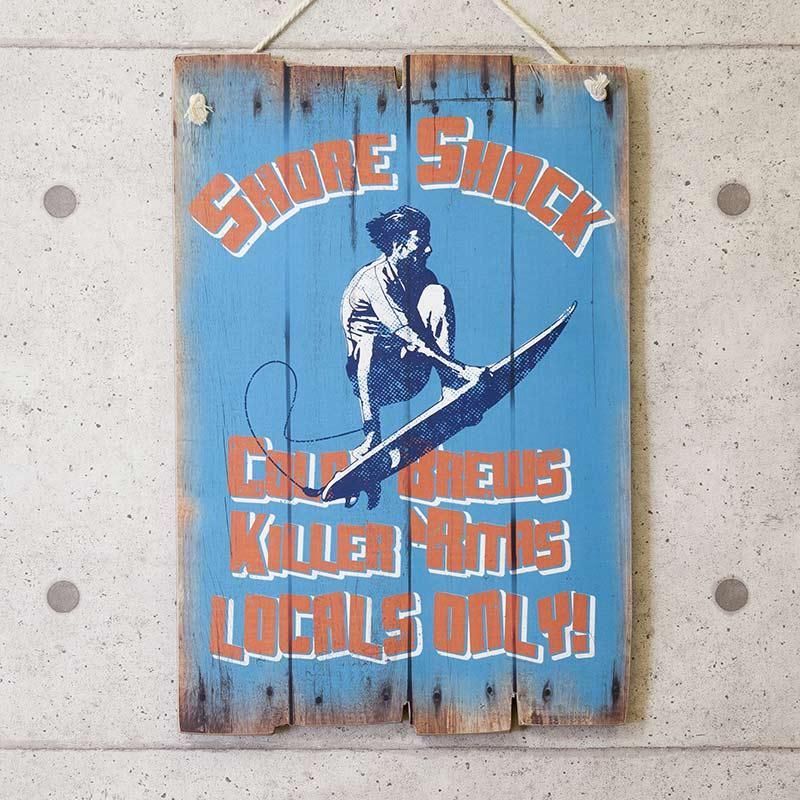 SHORE SHACK
COLD BREWS
KILLER 'RITAS
LOCALS ONLY!